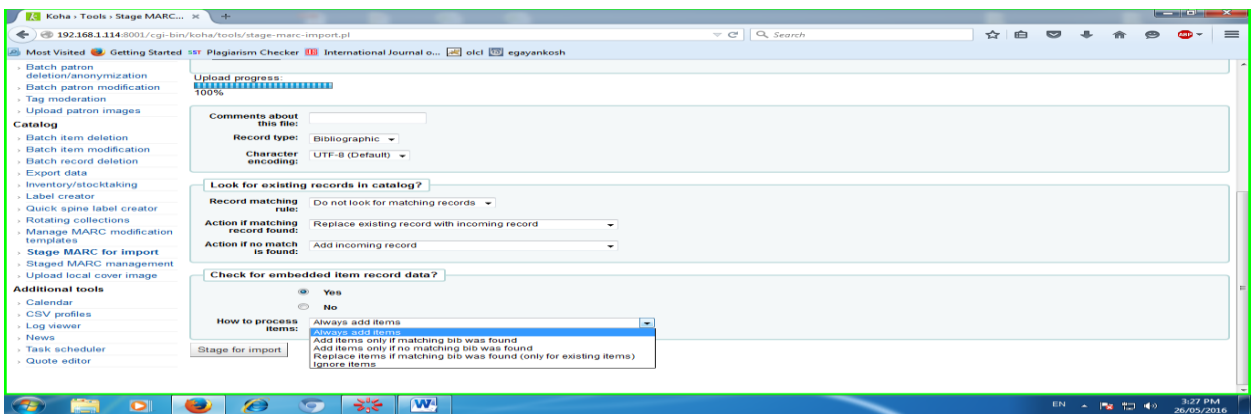 Koha › Tools › Stage MARC...
192.168.1.114:8001/cgi-bin/koha/tools/stage-marc-import.pl
Search
ABP
Most Visited Getting Started SST Plagiarism Checker International Journal o... olcl egayankosh
Batch patron
deletion/anonymization
Batch patron modification
Tag moderation
Upload patron images
Catalog
Batch item deletion
Batch item modification
Batch record deletion
Export data
Inventory/stocktaking
Label creator
Quick spine label creator
Rotating collections
Manage MARC modification
templates
Stage MARC for import
Staged MARC management
Upload local cover image
Additional tools
Calendar
CSV profiles
Log viewer
News
Task scheduler
Quote editor
Upload progress:
100%
Comments about
this file:
Record type: Bibliographic
Character
encoding: UTF-8 (Default)
Look for existing records in catalog?
Record matching
rule: Do not look for matching records
Action if matching
record found: Replace existing record with incoming record
Action if no match
is found: Add incoming record
Check for embedded item record data?
Yes
No
How to process
items: Always add items
Always add items
Add items only if matching bib was found
Add items only if no matching bib was found
Replace items if matching bib was found (only for existing items)
Ignore items
Stage for import
EN
3:27 PM
26/05/2016